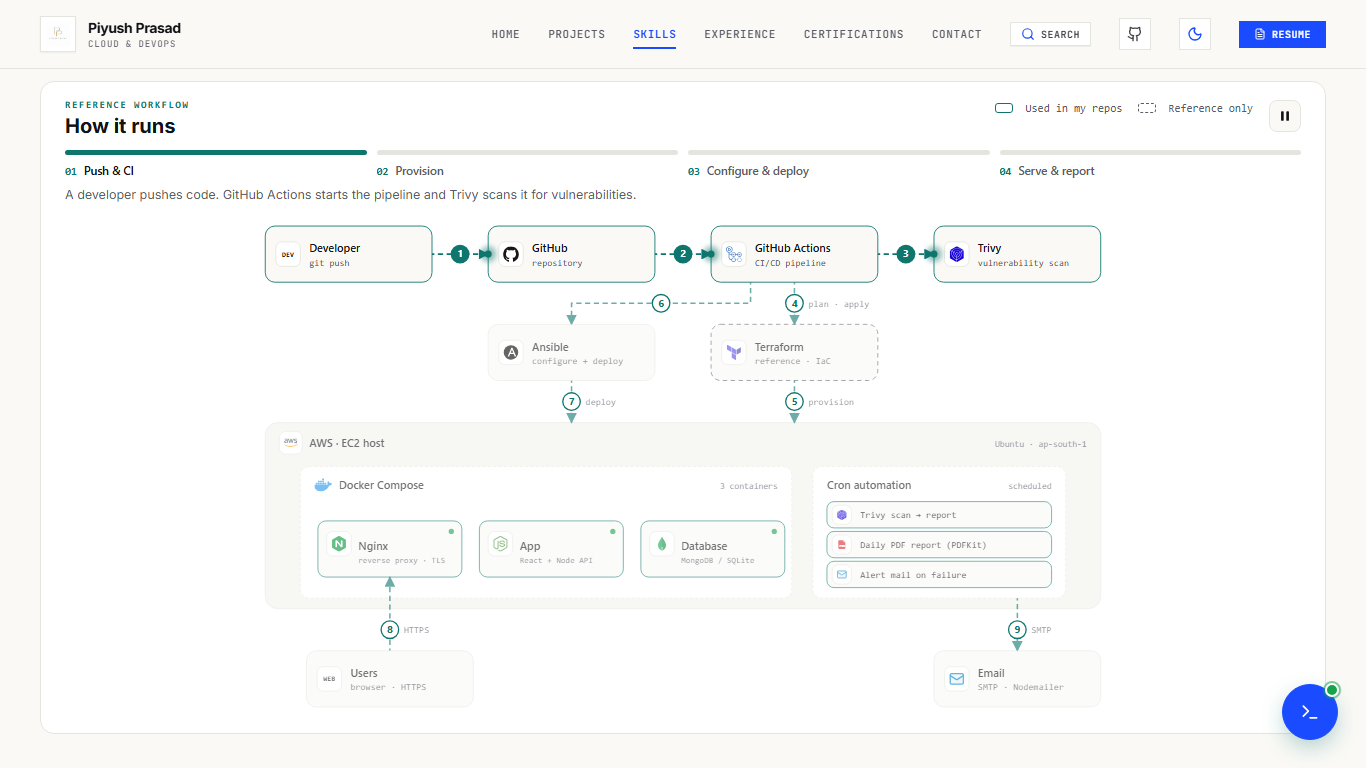 Piyush Prasad
CLOUD & DEVOPS
HOME
PROJECTS
SKILLS
EXPERIENCE
CERTIFICATIONS
CONTACT
SEARCH
RESUME
REFERENCE WORKFLOW
How it runs
Used in my repos
Reference only
01 Push & CI
02 Provision
03 Configure & deploy
04 Serve & report
A developer pushes code. GitHub Actions starts the pipeline and Trivy scans it for vulnerabilities.
DEV
Developer
git push
1
GitHub
repository
2
GitHub Actions
CI/CD pipeline
3
Trivy
vulnerability scan
6
4
plan · apply
Ansible
configure + deploy
Terraform
reference · IaC
7
deploy
5
provision
aws
AWS · EC2 host
Ubuntu · ap-south-1
Docker Compose
3 containers
Nginx
reverse proxy · TLS
App
React + Node API
Database
MongoDB / SQLite
Cron automation
scheduled
Trivy scan → report
Daily PDF report (PDFKit)
Alert mail on failure
8
HTTPS
9
SMTP
WEB
Users
browser · HTTPS
Email
SMTP · Nodemailer